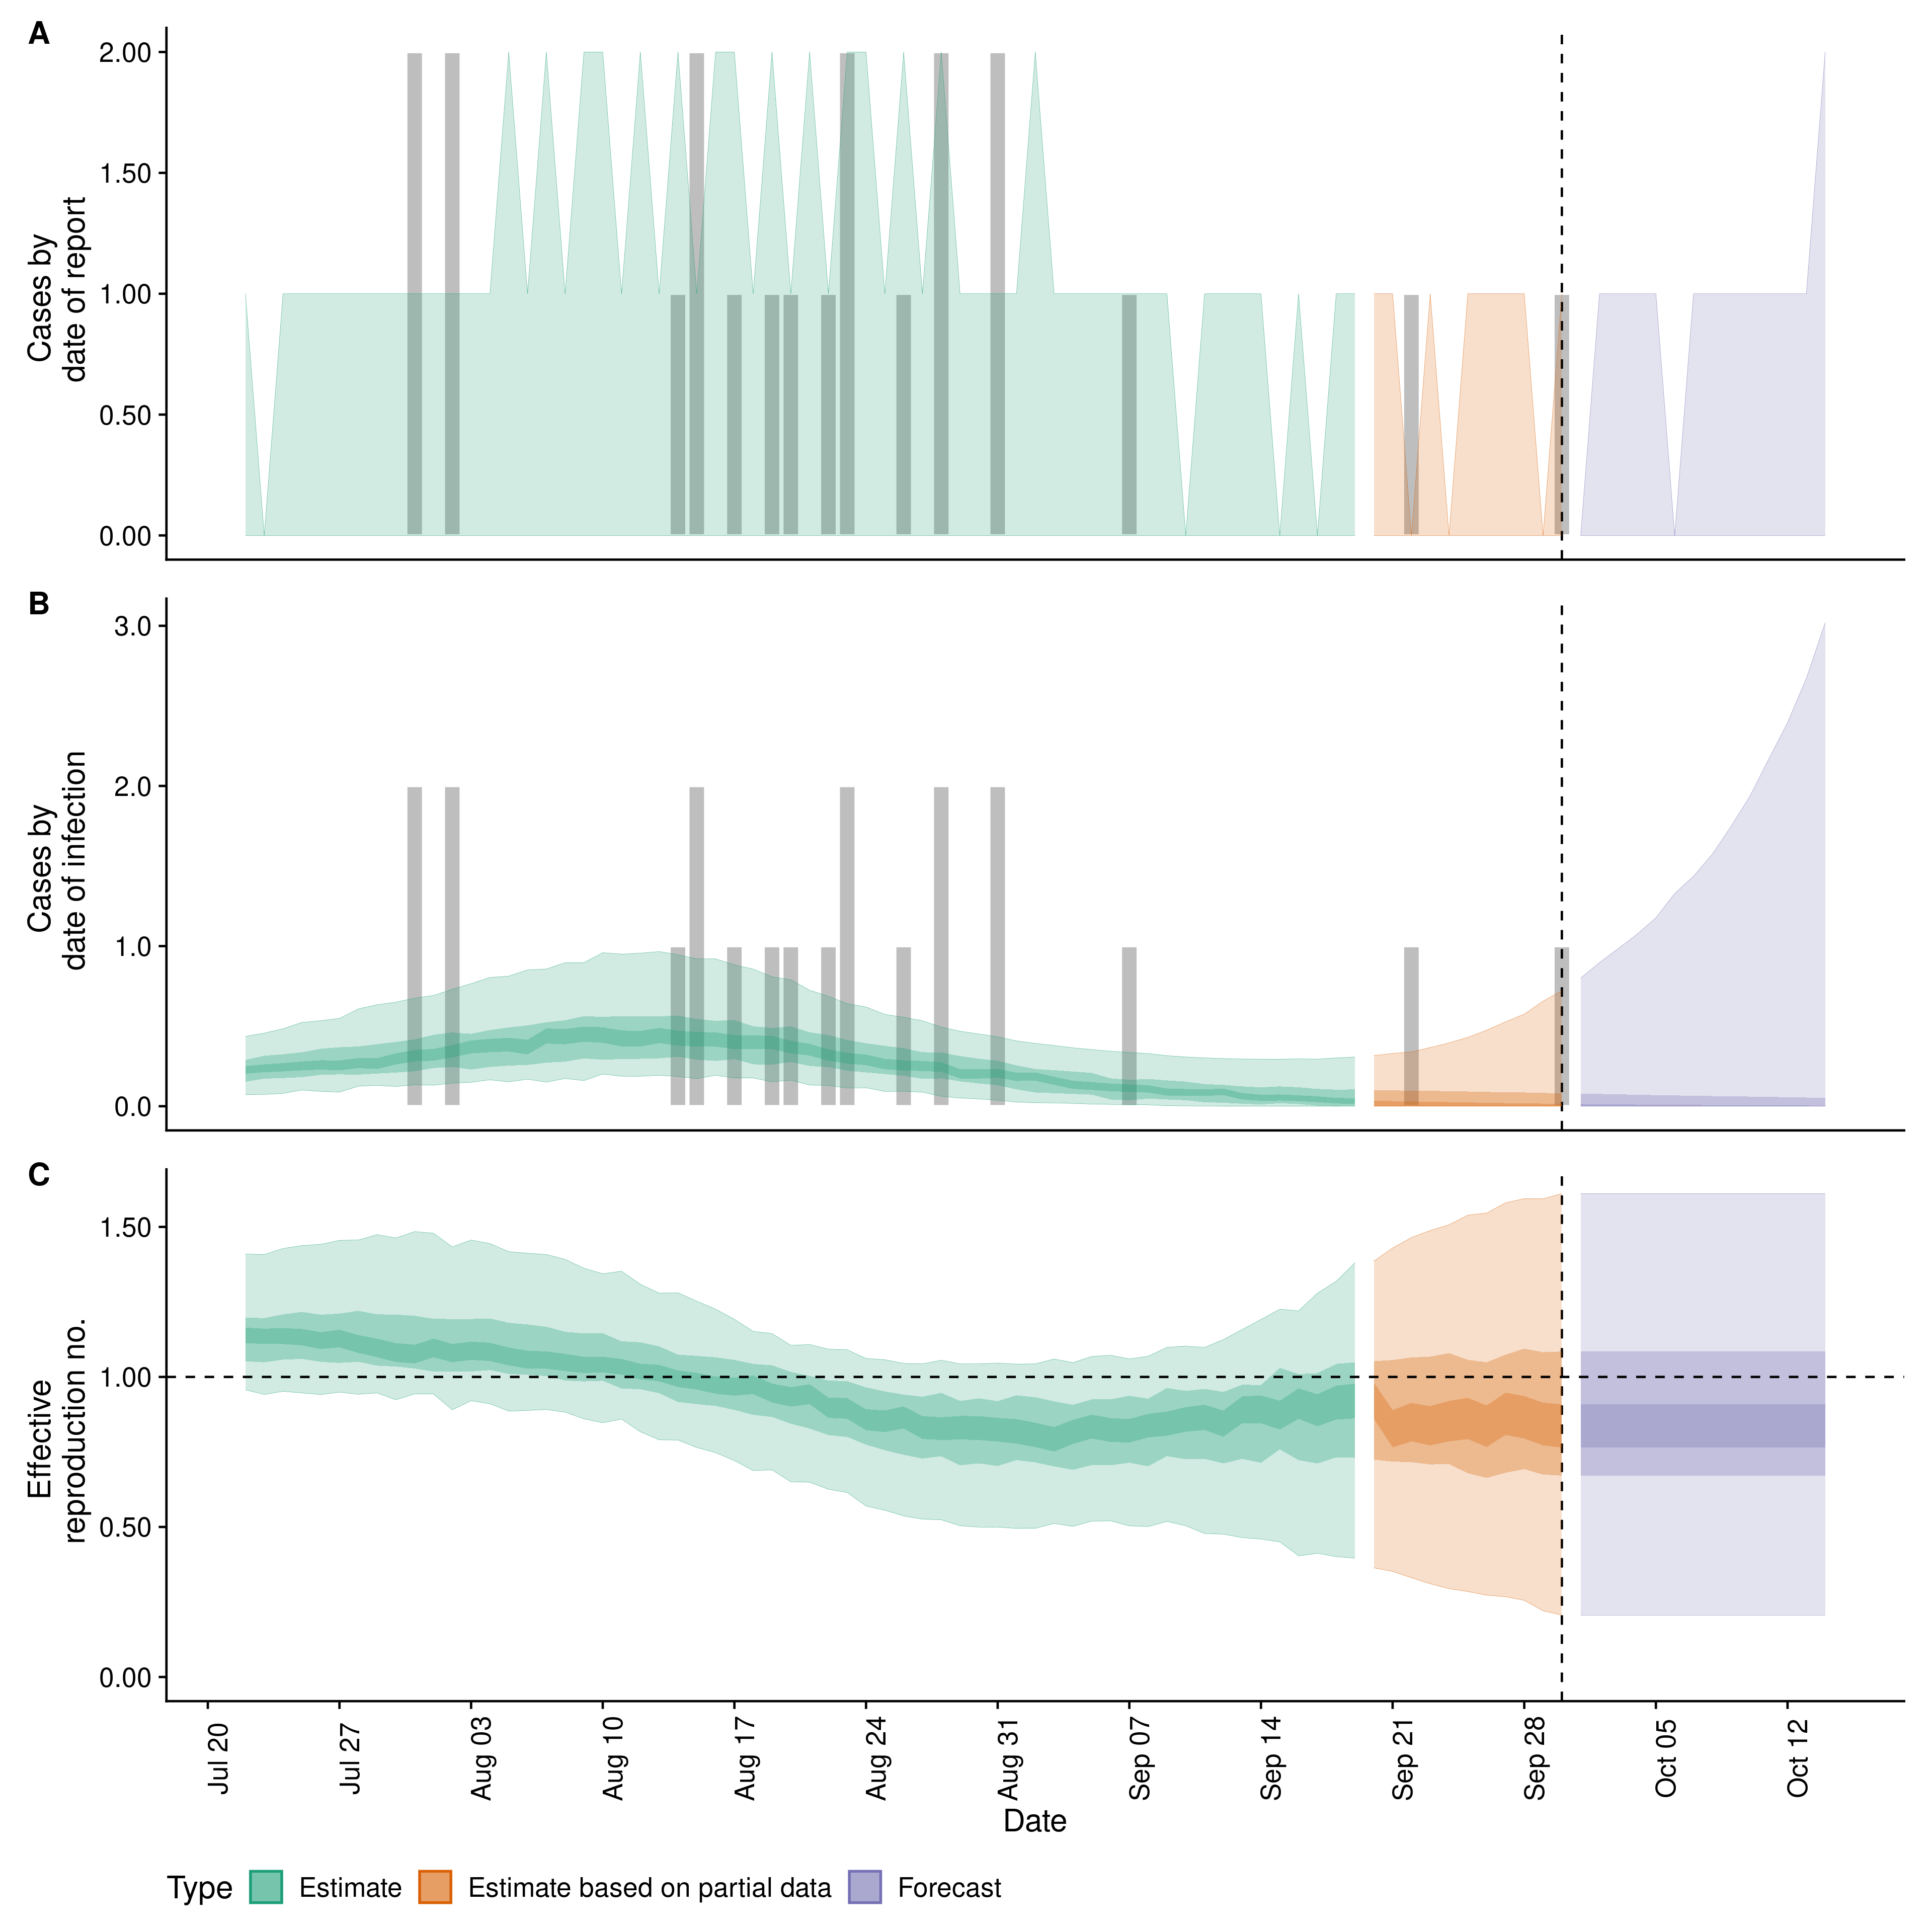 A
2.00
1.50
1.00
0.50
0.00
Cases by
date of report
B
3.0
2.0
1.0
0.0
Cases by
date of infection
C
1.50
1.00
0.50
0.00
Effective
reproduction no.
Jul 20
Jul 27
Aug 03
Aug 10
Aug 17
Aug 24
Aug 31
Sep 07
Sep 14
Sep 21
Sep 28
Oct 05
Oct 12
Date
Type
Estimate
Estimate based on partial data
Forecast